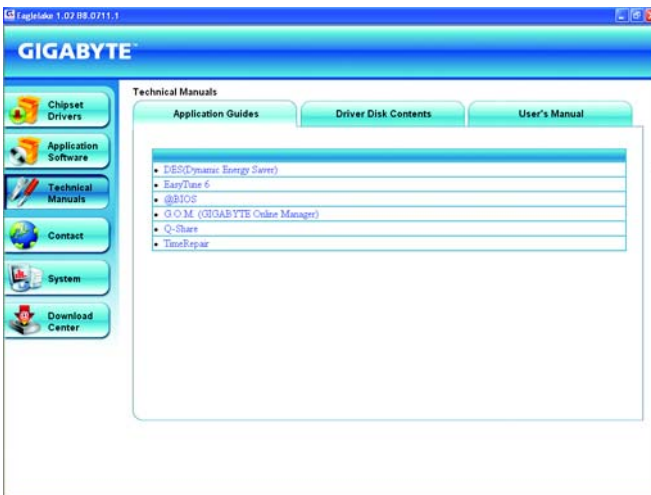 Eaglelake 1.02 B8.0711.1
GIGABYTE™
Chipset
Drivers
Application
Software
Technical
Manuals
Contact
System
Download
Center
Technical Manuals
Application Guides
Driver Disk Contents
User's Manual
DES(Dynamic Energy Saver)
EasyTune 6
@BIOS
G.O.M. (GIGABYTE Online Manager)
Q-Share
TimeRepair